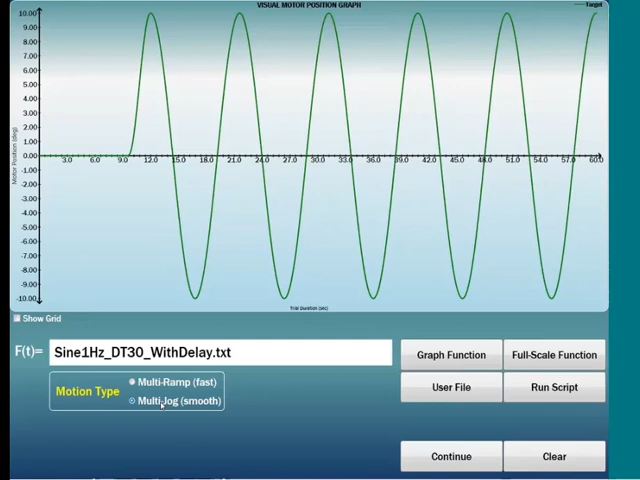 VISUAL MOTOR POSITION GRAPH
Target
10.00
9.00
8.00
7.00
6.00
5.00
4.00
3.00
2.00
1.00
0.00
-1.00
-2.00
-3.00
-4.00
-5.00
-6.00
-7.00
-8.00
-9.00
-10.00
Motor Position (deg)
3.0 6.0 9.0 12.0 15.0 18.0 21.0 24.0 27.0 30.0 33.0 36.0 39.0 42.0 45.0 48.0 51.0 54.0 57.0 60.0
Trial Duration (sec)
Show Grid
F(t)= Sine1Hz_DT30_WithDelay.txt
Graph Function Full-Scale Function
Motion Type
Multi-Ramp (fast)
Multi-Jog (smooth)
User File Run Script
Continue Clear